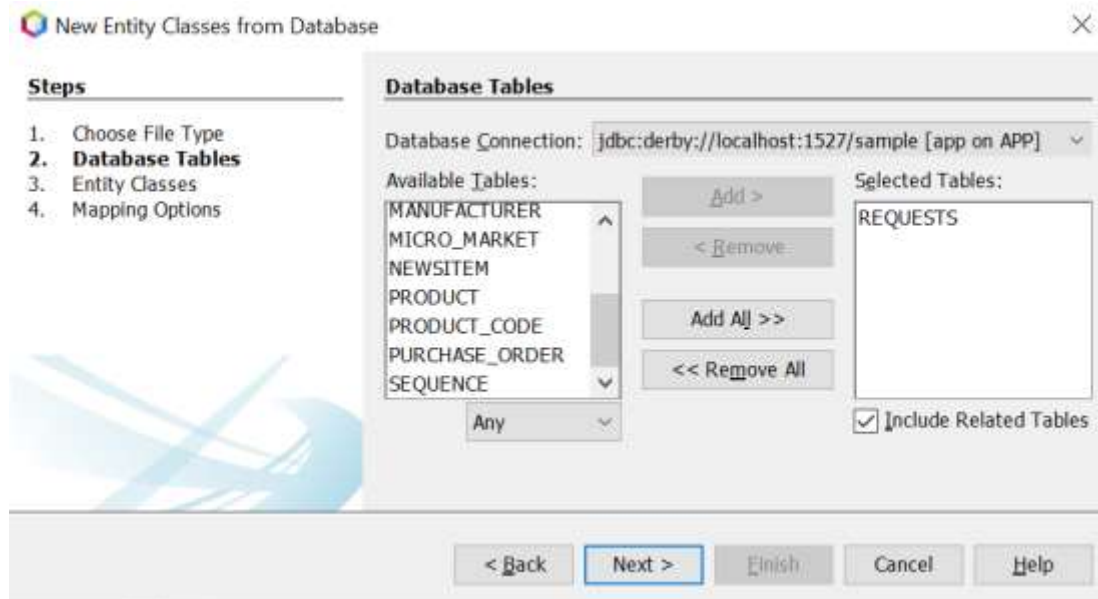 New Entity Classes from Database
Steps
1. Choose File Type
2. Database Tables
3. Entity Classes
4. Mapping Options
Database Tables
Database Connection: jdbc:derby://localhost:1527/sample [app on APP]
Available Tables:
MANUFACTURER
MICRO_MARKET
NEWSITEM
PRODUCT
PRODUCT_CODE
PURCHASE_ORDER
SEQUENCE
Any
Add >
< Remove
Add All >>
<< Remove All
Selected Tables:
REQUESTS
Include Related Tables
< Back Next > Finish Cancel Help